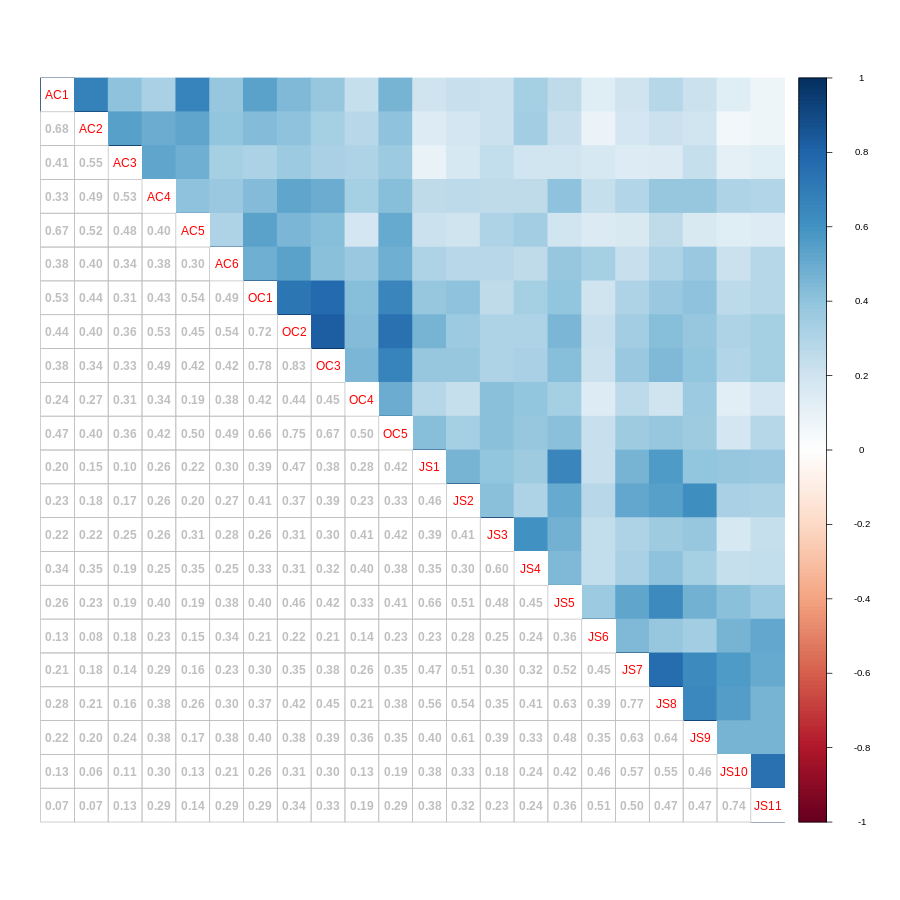 AC1
0.68 AC2
0.41 0.55 AC3
0.33 0.49 0.53 AC4
0.67 0.52 0.48 0.40 AC5
0.38 0.40 0.34 0.38 0.30 AC6
0.53 0.44 0.31 0.43 0.54 0.49 OC1
0.44 0.40 0.36 0.53 0.45 0.54 0.72 OC2
0.38 0.34 0.33 0.49 0.42 0.42 0.78 0.83 OC3
0.24 0.27 0.31 0.34 0.19 0.38 0.42 0.44 0.45 OC4
0.47 0.40 0.36 0.42 0.50 0.49 0.66 0.75 0.67 0.50 OC5
0.20 0.15 0.10 0.26 0.22 0.30 0.39 0.47 0.38 0.28 0.42 JS1
0.23 0.18 0.17 0.26 0.20 0.27 0.41 0.37 0.39 0.23 0.33 0.46 JS2
0.22 0.22 0.25 0.26 0.31 0.28 0.26 0.31 0.30 0.41 0.42 0.39 0.41 JS3
0.34 0.35 0.19 0.25 0.35 0.25 0.33 0.31 0.32 0.40 0.38 0.35 0.30 0.60 JS4
0.26 0.23 0.19 0.40 0.19 0.38 0.40 0.46 0.42 0.33 0.41 0.66 0.51 0.48 0.45 JS5
0.13 0.08 0.18 0.23 0.15 0.34 0.21 0.22 0.21 0.14 0.23 0.23 0.28 0.25 0.24 0.36 JS6
0.21 0.18 0.14 0.29 0.16 0.23 0.30 0.35 0.38 0.26 0.35 0.47 0.51 0.30 0.32 0.52 0.45 JS7
0.28 0.21 0.16 0.38 0.26 0.30 0.37 0.42 0.45 0.21 0.38 0.56 0.54 0.35 0.41 0.63 0.39 0.77 JS8
0.22 0.20 0.24 0.38 0.17 0.38 0.40 0.38 0.39 0.36 0.35 0.40 0.61 0.39 0.33 0.48 0.35 0.63 0.64 JS9
0.13 0.06 0.11 0.30 0.13 0.21 0.26 0.31 0.30 0.13 0.19 0.38 0.33 0.18 0.24 0.42 0.46 0.57 0.55 0.46 JS10
0.07 0.07 0.13 0.29 0.14 0.29 0.29 0.34 0.33 0.19 0.29 0.38 0.32 0.23 0.24 0.36 0.51 0.50 0.47 0.47 0.74 JS11
1
0.8
0.6
0.4
0.2
0
-0.2
-0.4
-0.6
-0.8
-1